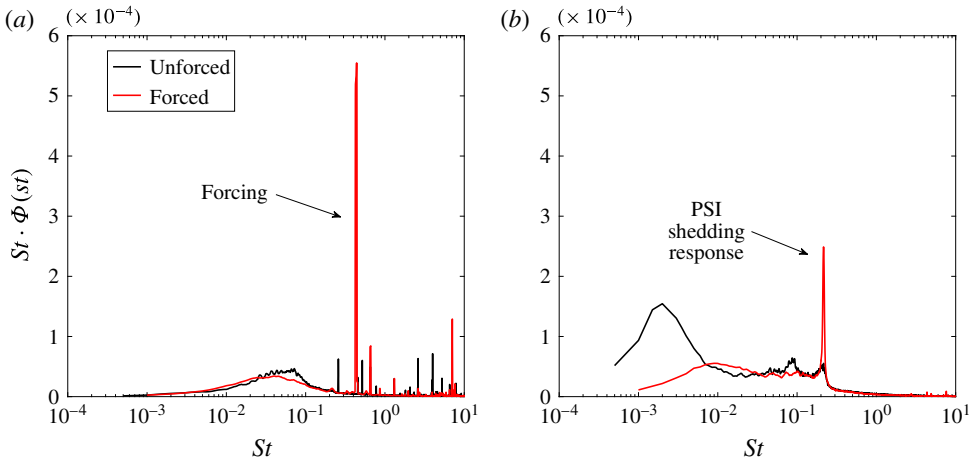 (a) (× 10⁻⁴)
6
5
4
3
2
1
0
St · Φ (st)
Unforced
Forced
Forcing
10⁻⁴ 10⁻³ 10⁻² 10⁻¹ 10⁰ 10¹
St
(b) (× 10⁻⁴)
6
5
4
3
2
1
0
PSI
shedding
response
10⁻⁴ 10⁻³ 10⁻² 10⁻¹ 10⁰ 10¹
St